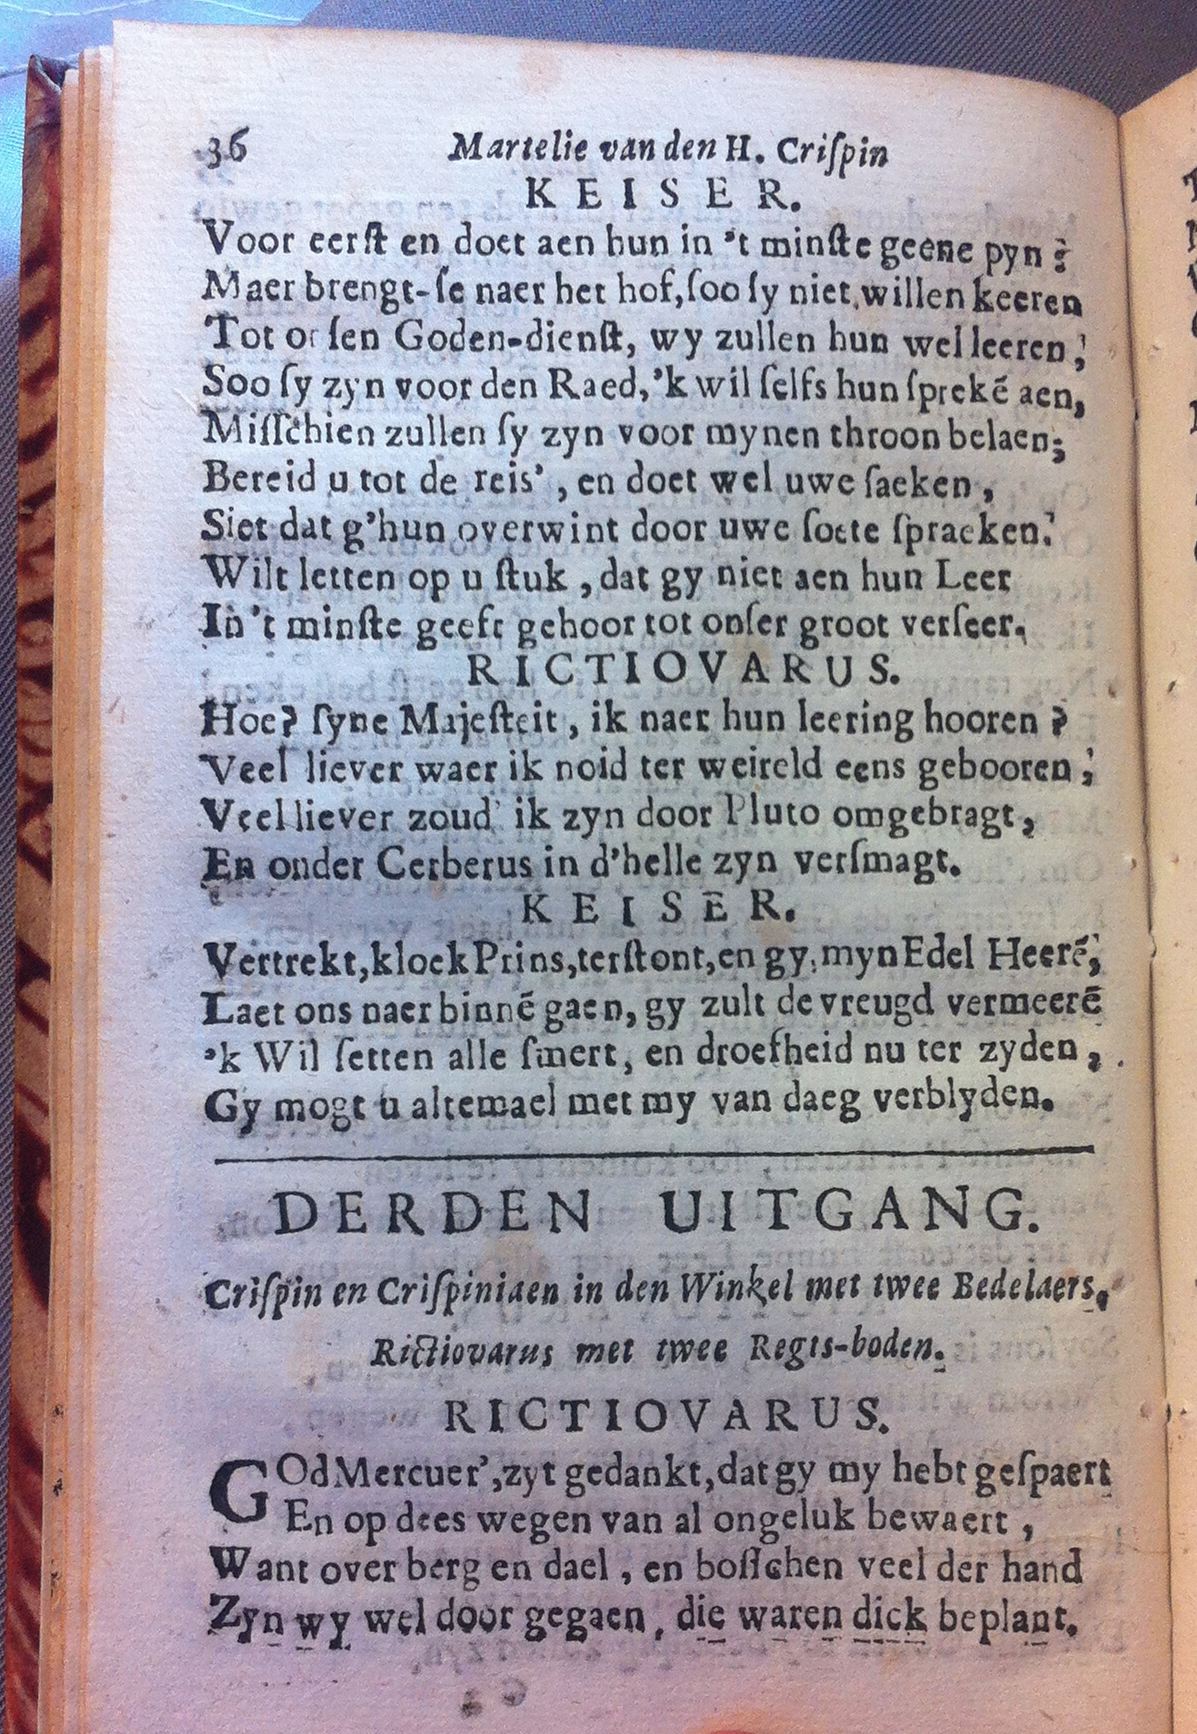 36 Martelie van den H. Criſpin
KEISER.
Voor eerſt en doet aen hun in 't minſte geene pyn;
Maer brengt-ſe naer het hof, ſoo ſy niet willen keeren
Tot onſen Goden-dienſt, wy zullen hun wel leeren;
Soo ſy zyn voor den Raed, 'k wil ſelfs hun ſprekē aen,
Miſſchien zullen ſy zyn voor mynen throon belaen;
Bereid u tot de reis', en doet wel uwe ſaeken,
Siet dat g'hun overwint door uwe ſoete ſpraeken:
Wilt letten op u ſtuk, dat gy niet aen hun Leer
In 't minſte geeft gehoor tot onſer groot verſeer.
RICTIOVARUS.
Hoe? ſyne Majeſteit, ik naer hun leering hooren?
Veel liever waer ik noid ter weireld eens gebooren;
Veel liever zoud' ik zyn door Pluto omgebragt,
En onder Cerberus in d'helle zyn verſmagt.
KEISER.
Vertrekt, kloek Prins, terſtont, en gy, myn Edel Heerē,
Laet ons naer binnē gaen, gy zult de vreugd vermeerē
'k Wil ſetten alle ſmert, en droefheid nu ter zyden,
Gy mogt u altemael met my van daeg verblyden.
DERDEN UITGANG.
Criſpin en Criſpiniaen in den Winkel met twee Bedelaers,
Rictiovarus met twee Regts-boden.
RICTIOVARUS.
GOd Mercuer', zyt gedankt, dat gy my hebt geſpaert
En op dees wegen van al ongeluk bewaert,
Want over berg en dael, en boſſchen veel der hand
Zyn wy wel door gegaen, die waren dick beplant.